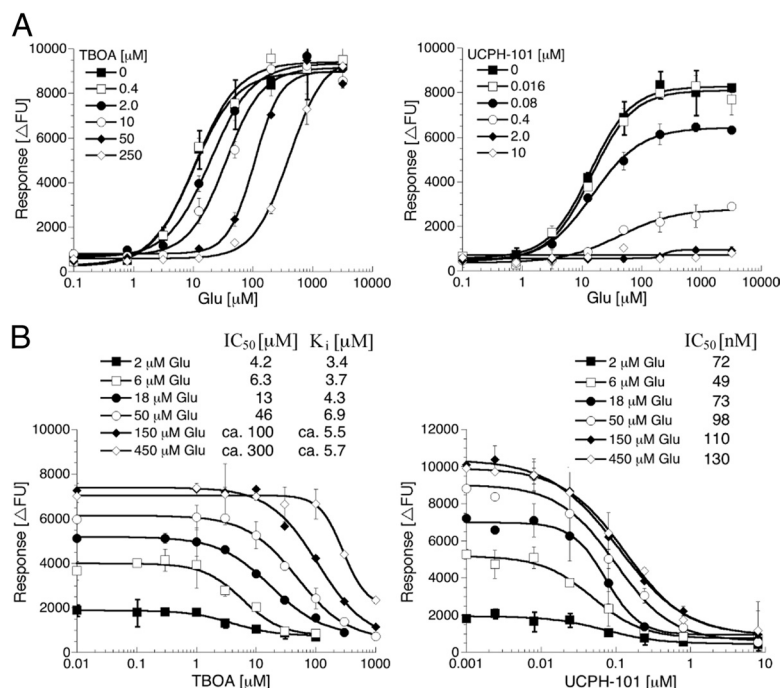 A
TBOA [μM]
0
0.4
2.0
10
50
250
Response [△FU]
10000
8000
6000
4000
2000
0
0.1 1 10 100 1000 10000
Glu [μM]
UCPH-101 [μM]
0
0.016
0.08
0.4
2.0
10
Response [△FU]
10000
8000
6000
4000
2000
0
0.1 1 10 100 1000 10000
Glu [μM]
B
IC50 [μM] Ki [μM]
2 μM Glu 4.2 3.4
6 μM Glu 6.3 3.7
18 μM Glu 13 4.3
50 μM Glu 46 6.9
150 μM Glu ca. 100 ca. 5.5
450 μM Glu ca. 300 ca. 5.7
Response [△FU]
10000
8000
6000
4000
2000
0
0.01 0.1 1 10 100 1000
TBOA [μM]
IC50 [nM]
2 μM Glu 72
6 μM Glu 49
18 μM Glu 73
50 μM Glu 98
150 μM Glu 110
450 μM Glu 130
Response [△FU]
12000
10000
8000
6000
4000
2000
0
0.001 0.01 0.1 1 10
UCPH-101 [μM]